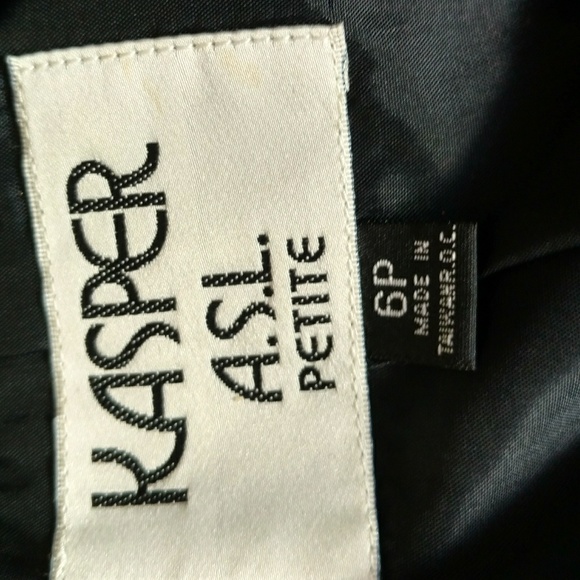 KASPER
A.S.L.
PETITE
6P
MADE IN
TAIWAN R.O.C.